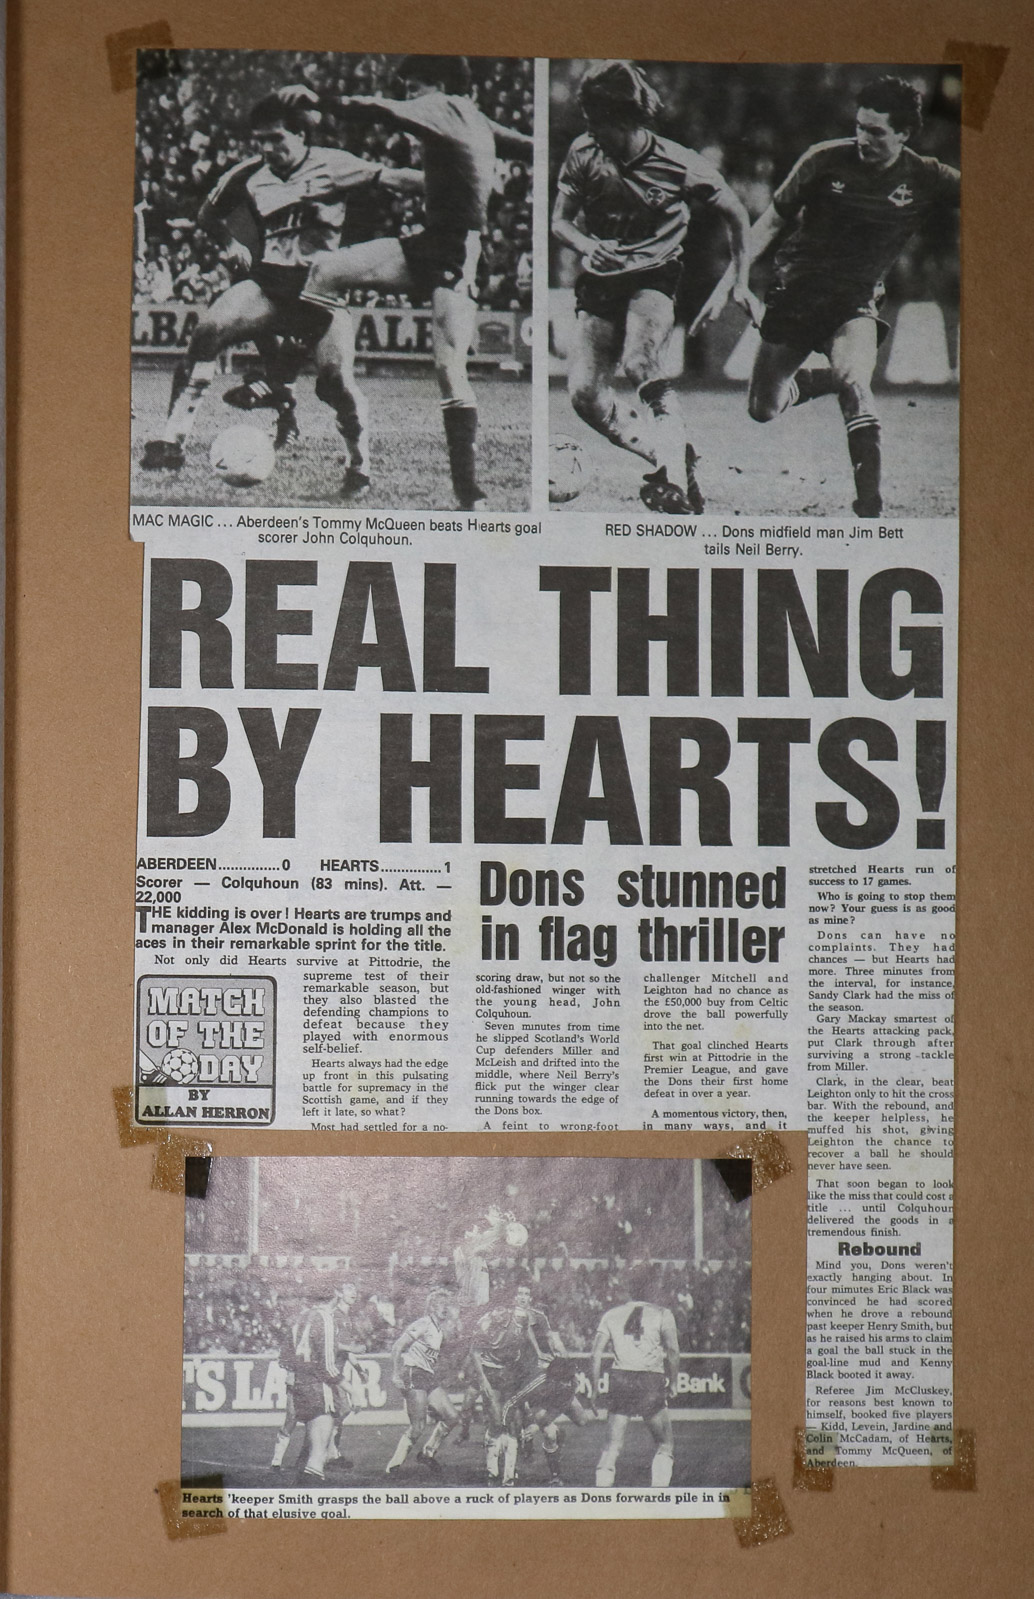 LBA
ALB
MAC MAGIC ... Aberdeen's Tommy McQueen beats Hearts goal
scorer John Colquhoun.
RED SHADOW ... Dons midfield man Jim Bett
tails Neil Berry.
REAL THING
BY HEARTS!
ABERDEEN..............0 HEARTS...............1
Scorer — Colquhoun (83 mins). Att. —
22,000
THE kidding is over! Hearts are trumps and
manager Alex McDonald is holding all the
aces in their remarkable sprint for the title.
Not only did Hearts survive at Pittodrie, the
supreme test of their
remarkable season, but
they also blasted the
defending champions to
defeat because they
played with enormous
self-belief.
Hearts always had the edge
up front in this pulsating
battle for supremacy in the
Scottish game, and if they
left it late, so what?
Most had settled for a no-
MATCH
OF THE
DAY
BY
ALLAN HERRON
Dons stunned
in flag thriller
scoring draw, but not so the
old-fashioned winger with
the young head, John
Colquhoun.
Seven minutes from time
he slipped Scotland's World
Cup defenders Miller and
McLeish and drifted into the
middle, where Neil Berry's
flick put the winger clear
running towards the edge of
the Dons box.
A feint to wrong-foot
challenger Mitchell and
Leighton had no chance as
the £50,000 buy from Celtic
drove the ball powerfully
into the net.
That goal clinched Hearts
first win at Pittodrie in the
Premier League, and gave
the Dons their first home
defeat in over a year.
A momentous victory, then,
in many ways, and it
stretched Hearts run of
success to 17 games.
Who is going to stop them
now? Your guess is as good
as mine?
Dons can have no
complaints. They had
chances — but Hearts had
more. Three minutes from
the interval, for instance,
Sandy Clark had the miss of
the season.
Gary Mackay smartest of
the Hearts attacking pack,
put Clark through after
surviving a strong tackle
from Miller.
Clark, in the clear, beat
Leighton only to hit the cross
bar. With the rebound, and
the keeper helpless, he
muffed his shot, giving
Leighton the chance to
recover a ball he should
never have seen.
That soon began to look
like the miss that could cost a
title ... until Colquhoun
delivered the goods in a
tremendous finish.
Rebound
Mind you, Dons weren't
exactly hanging about. In
four mimutes Eric Black was
convinced he had scored
when he drove a rebound
past keeper Henry Smith, but
as he raised his arms to claim
a goal the ball stuck in the
goal-line mud and Kenny
Black booted it away.
Referee Jim McCluskey,
for reasons best known to
himself, booked five players
— Kidd, Levein, Jardine and
Colin McCadam, of Hearts,
and Tommy McQueen, of
Aberdeen.
4
4
Bank
Hearts 'keeper Smith grasps the ball above a ruck of players as Dons forwards pile in in
search of that elusive goal.